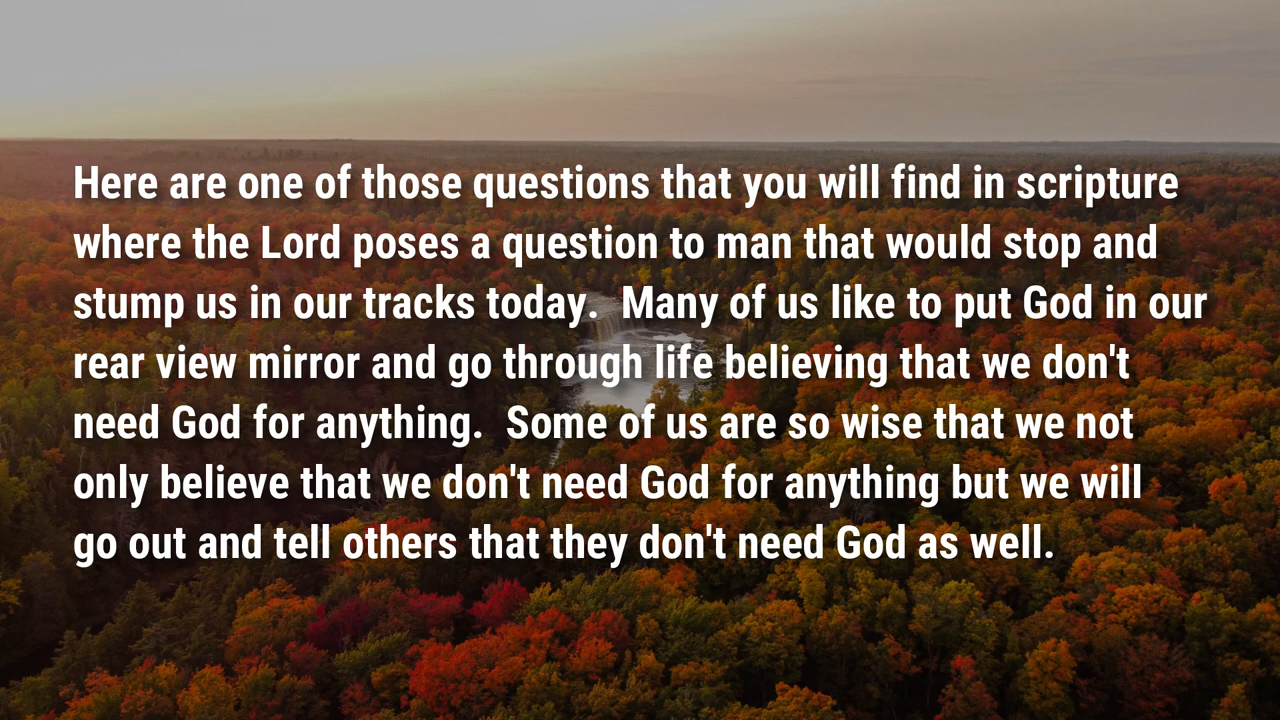 Here are one of those questions that you will find in scripture
where the Lord poses a question to man that would stop and
stump us in our tracks today.  Many of us like to put God in our
rear view mirror and go through life believing that we don't
need God for anything.  Some of us are so wise that we not
only believe that we don't need God for anything but we will
go out and tell others that they don't need God as well.